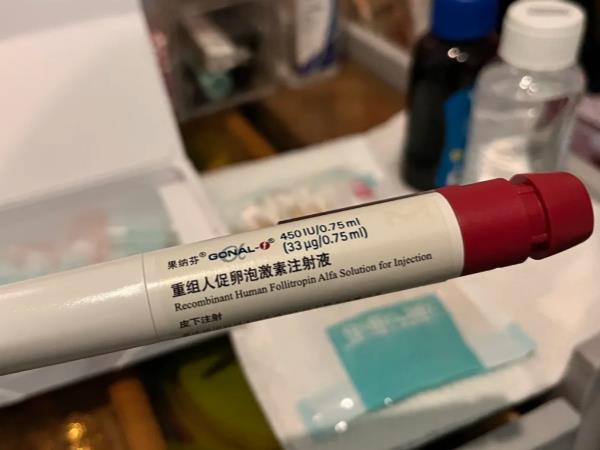 果纳芬® GONAL-f® 450IU/0.75ml
(33µg/0.75ml)
重组人促卵泡激素注射液
Recombinant Human Follitropin Alfa Solution for Injection
皮下注射